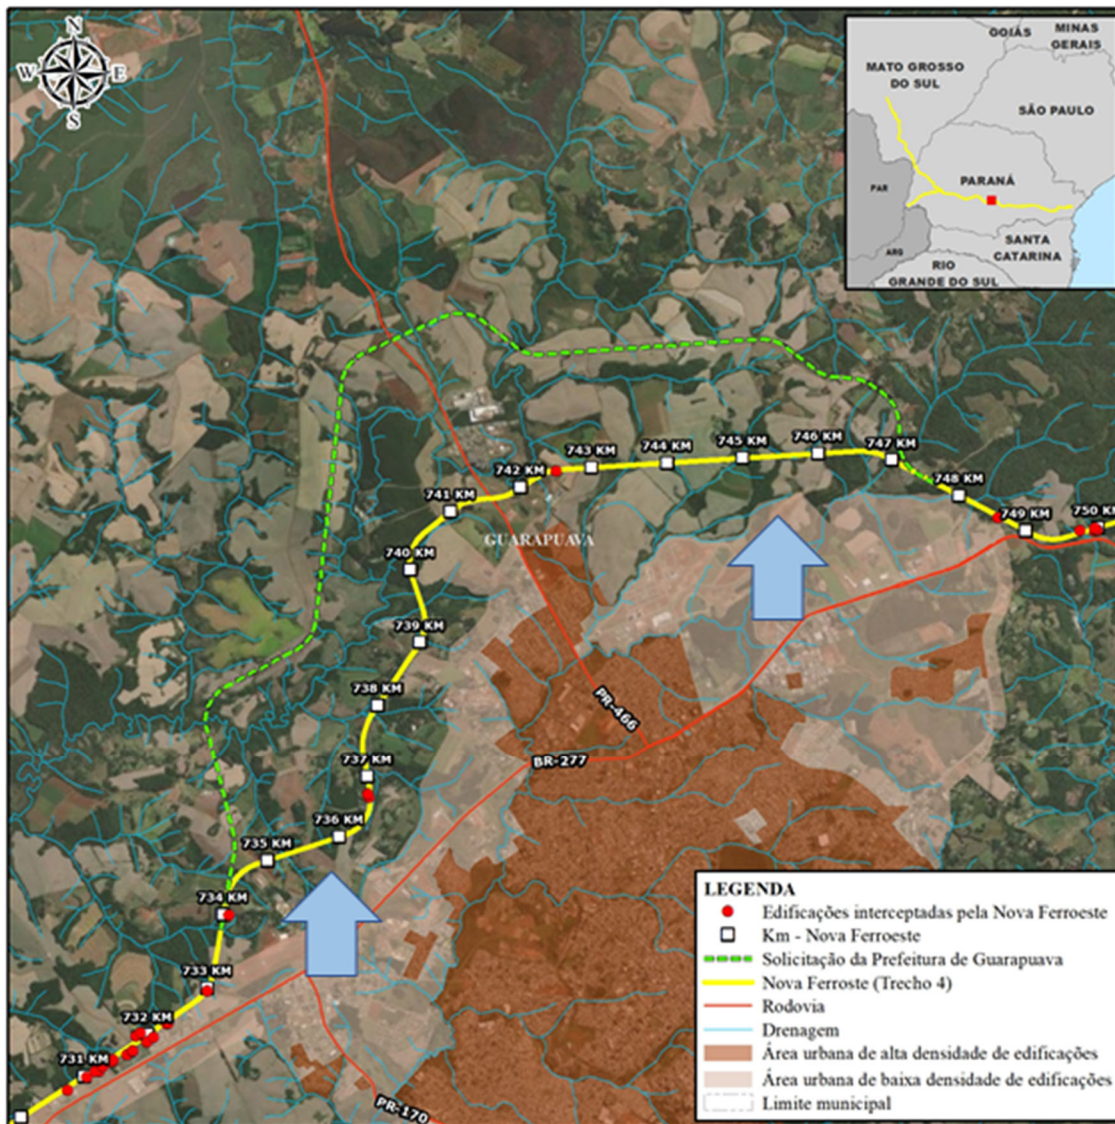 N
W
E
S
GOIÁS
MINAS
GERAIS
MATO GROSSO
DO SUL
SÃO PAULO
PAR
PARANÁ
ARG
SANTA
CATARINA
RIO
GRANDE DO SUL
747 KM
746 KM
745 KM
744 KM
743 KM
742 KM
741 KM
748 KM
749 KM
750 KM
GUARAPUAVA
740 KM
739 KM
738 KM
PR-466
737 KM
BR-277
736 KM
735 KM
734 KM
733 KM
732 KM
731 KM
PR-170
LEGENDA
Edificações interceptadas pela Nova Ferroeste
Km - Nova Ferroeste
Solicitação da Prefeitura de Guarapuava
Nova Ferroste (Trecho 4)
Rodovia
Drenagem
Área urbana de alta densidade de edificações
Área urbana de baixa densidade de edificações
Limite municipal